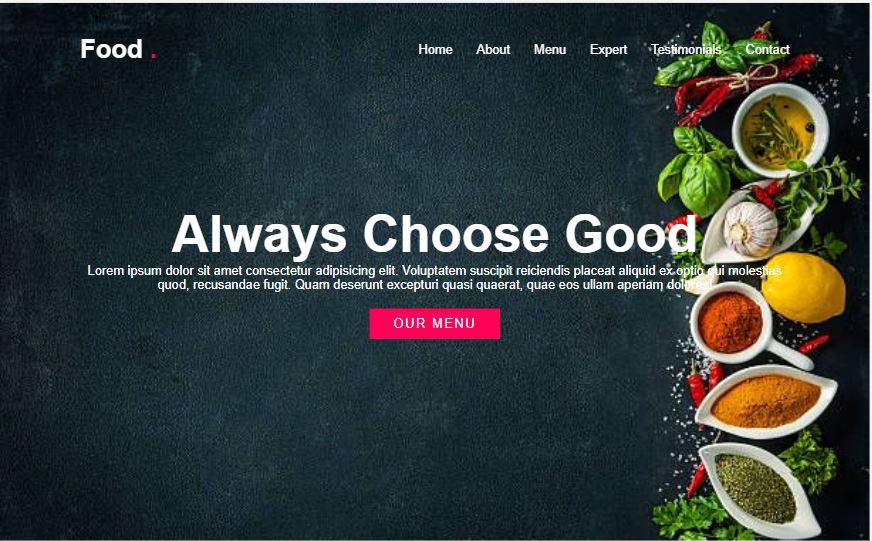 Food .
Home About Menu Expert Testimonials Contact
Always Choose Good
Lorem ipsum dolor sit amet consectetur adipisicing elit. Voluptatem suscipit reiciendis placeat aliquid ex optio qui molestias
quod, recusandae fugit. Quam deserunt excepturi quasi quaerat, quae eos ullam aperiam dolores!
OUR MENU